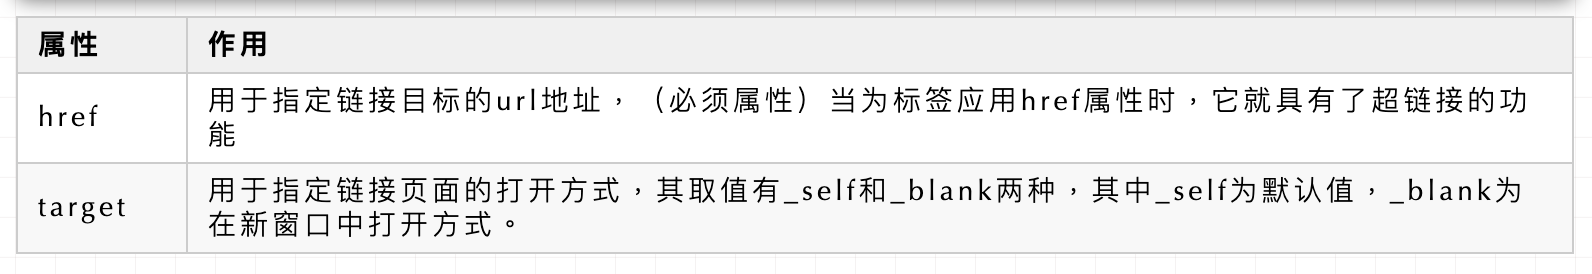 属性 作用
href 用于指定链接目标的url地址，（必须属性）当为标签应用href属性时，它就具有了超链接的功
能
target 用于指定链接页面的打开方式，其取值有_self和_blank两种，其中_self为默认值，_blank为
在新窗口中打开方式。